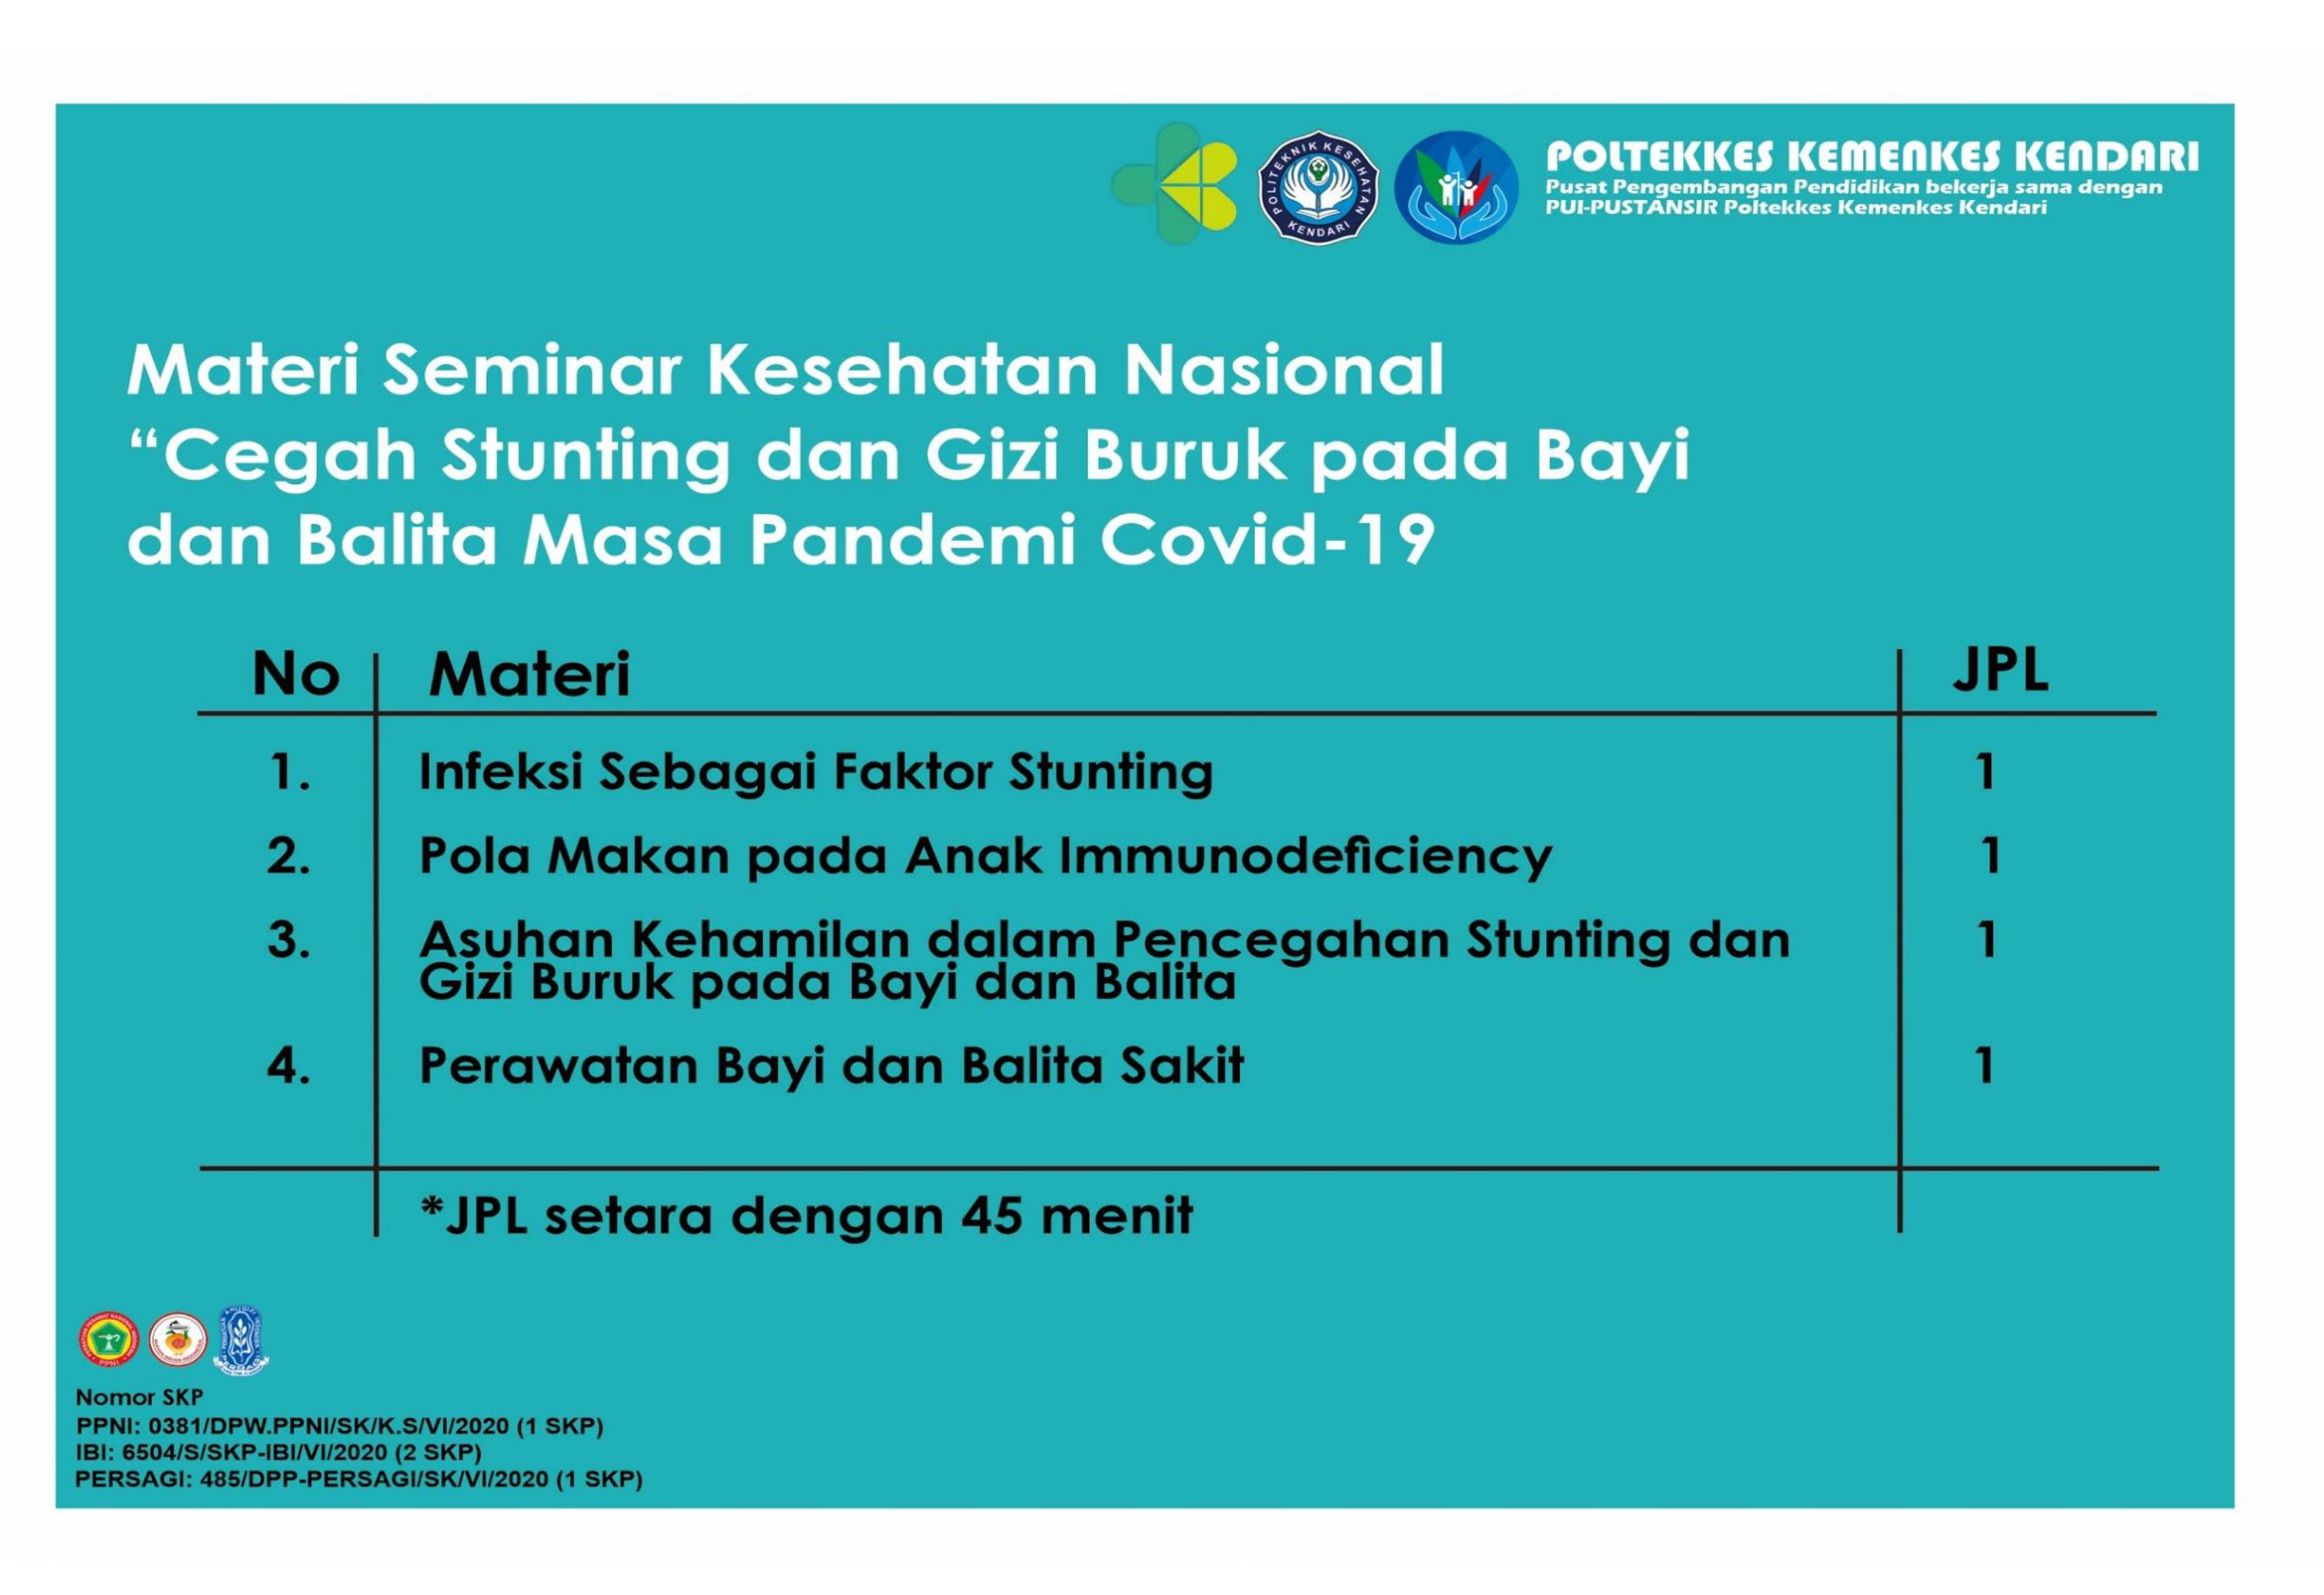 POLITEKNIK KESEHATAN
KENDARI
POLTEKKES KEMENKES KENDARI
Pusat Pengembangan Pendidikan bekerja sama dengan
PUI-PUSTANSIR Poltekkes Kemenkes Kendari
Materi Seminar Kesehatan Nasional
“Cegah Stunting dan Gizi Buruk pada Bayi
dan Balita Masa Pandemi Covid-19
No Materi JPL
1. Infeksi Sebagai Faktor Stunting 1
2. Pola Makan pada Anak Immunodeficiency 1
3. Asuhan Kehamilan dalam Pencegahan Stunting dan 1
Gizi Buruk pada Bayi dan Balita
4. Perawatan Bayi dan Balita Sakit 1
*JPL setara dengan 45 menit
PPNI
Nomor SKP
PPNI: 0381/DPW.PPNI/SK/K.S/VI/2020 (1 SKP)
IBI: 6504/S/SKP-IBI/VI/2020 (2 SKP)
PERSAGI: 485/DPP-PERSAGI/SK/VI/2020 (1 SKP)